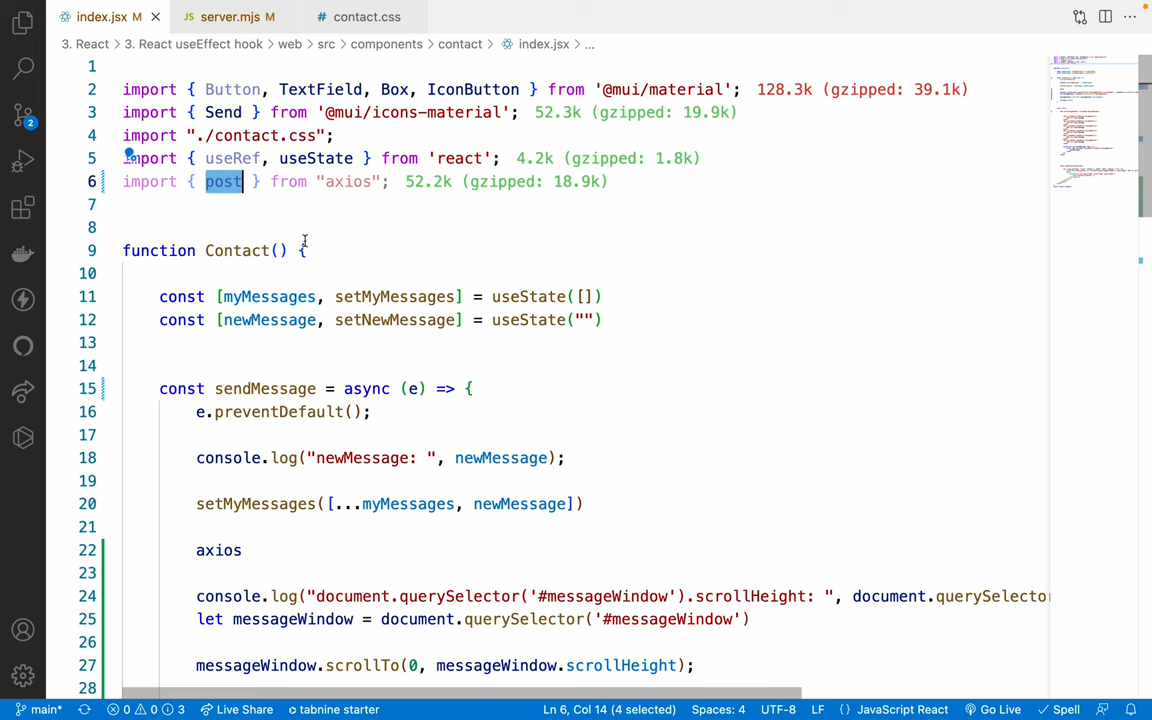 index.jsx M
JS server.mjs M
# contact.css
3. React > 3. React useEffect hook > web > src > components > contact > index.jsx > ...
1
2 import { Button, TextField, Box, IconButton } from '@mui/material'; 128.3k (gzipped: 39.1k)
3 import { Send } from '@mui/icons-material'; 52.3k (gzipped: 19.9k)
4 import "./contact.css";
5 import { useRef, useState } from 'react'; 4.2k (gzipped: 1.8k)
6 import { post } from "axios"; 52.2k (gzipped: 18.9k)
7
8
9 function Contact() {
10
11 const [myMessages, setMyMessages] = useState([])
12 const [newMessage, setNewMessage] = useState("")
13
14
15 const sendMessage = async (e) => {
16 e.preventDefault();
17
18 console.log("newMessage: ", newMessage);
19
20 setMyMessages([...myMessages, newMessage])
21
22 axios
23
24 console.log("document.querySelector('#messageWindow').scrollHeight: ", document.querySelecto
25 let messageWindow = document.querySelector('#messageWindow')
26
27 messageWindow.scrollTo(0, messageWindow.scrollHeight);
28
2
main* 0 0 3 Live Share tabnine starter Ln 6, Col 14 (4 selected) Spaces: 4 UTF-8 LF {} JavaScript React Go Live Spell